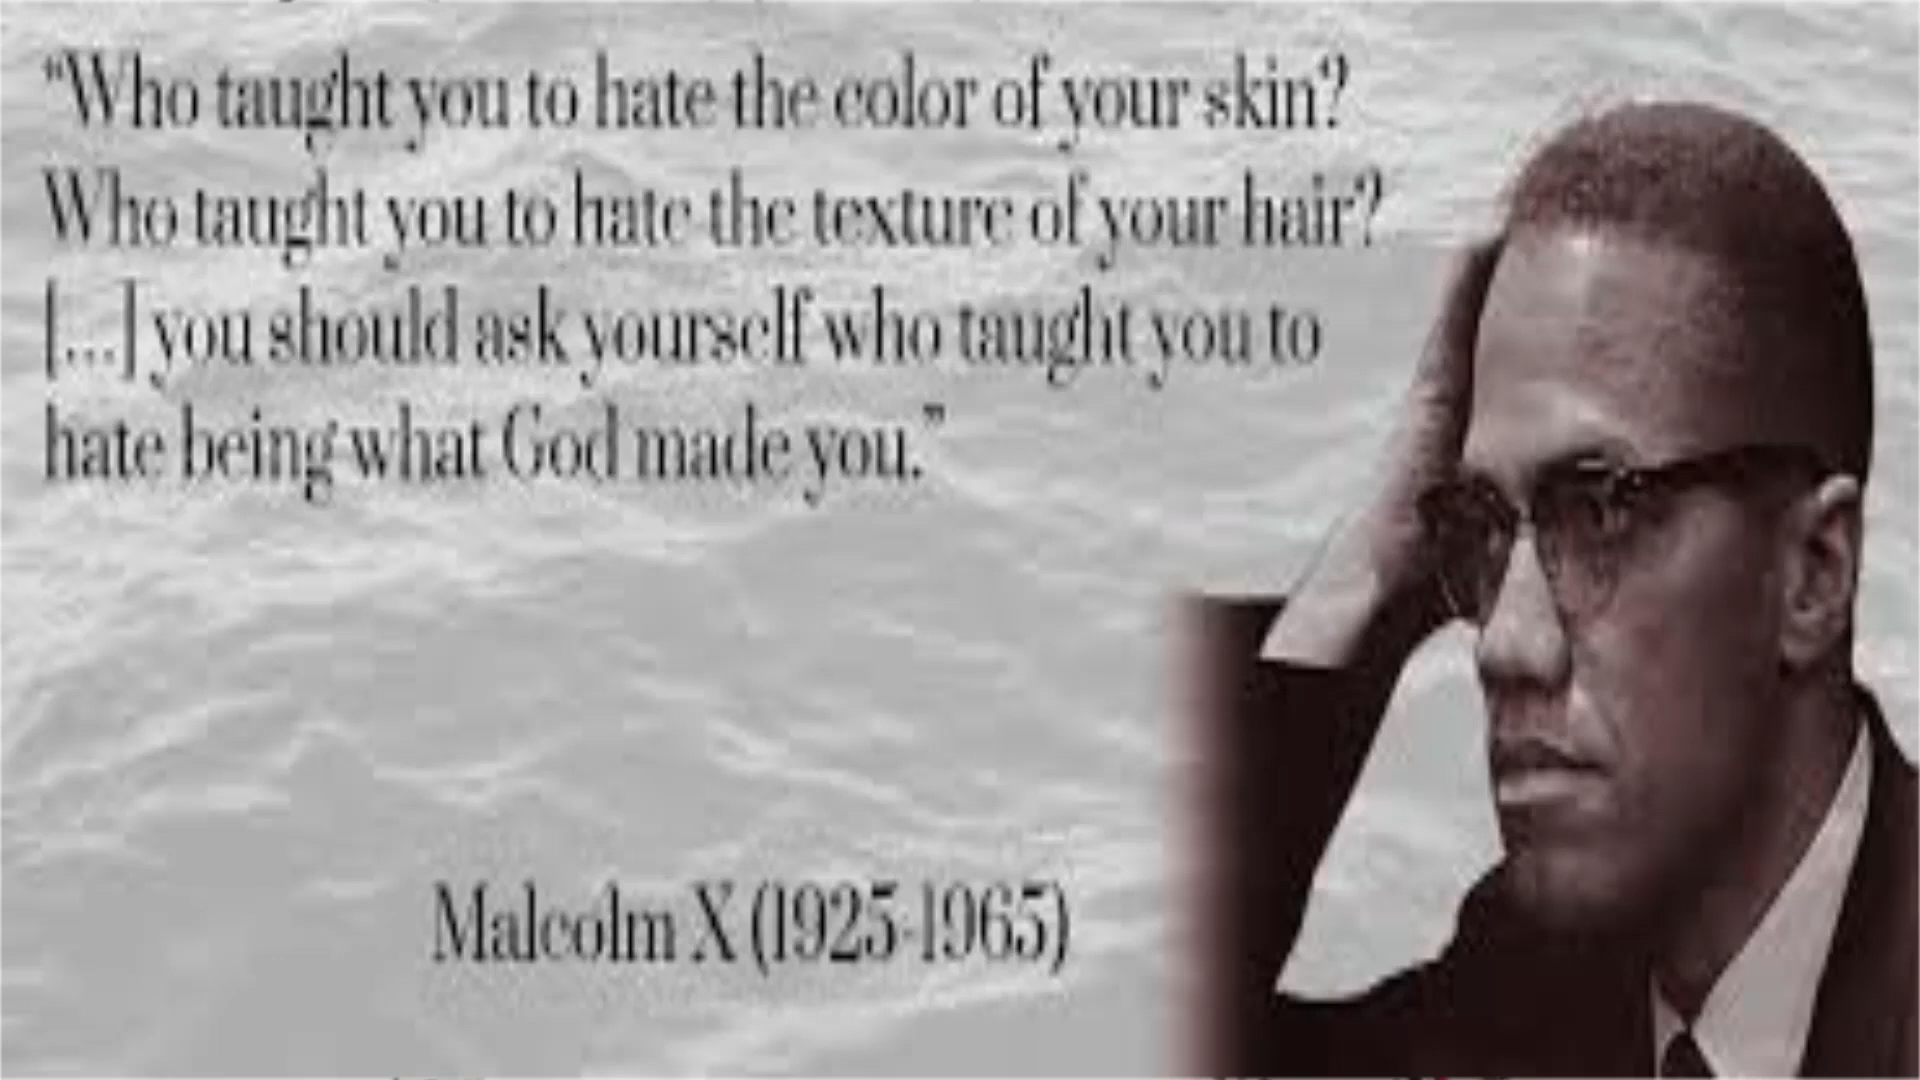 “Who taught you to hate the color of your skin?
Who taught you to hate the texture of your hair?
[...] you should ask yourself who taught you to
hate being what God made you.”
Malcolm X (1925-1965)